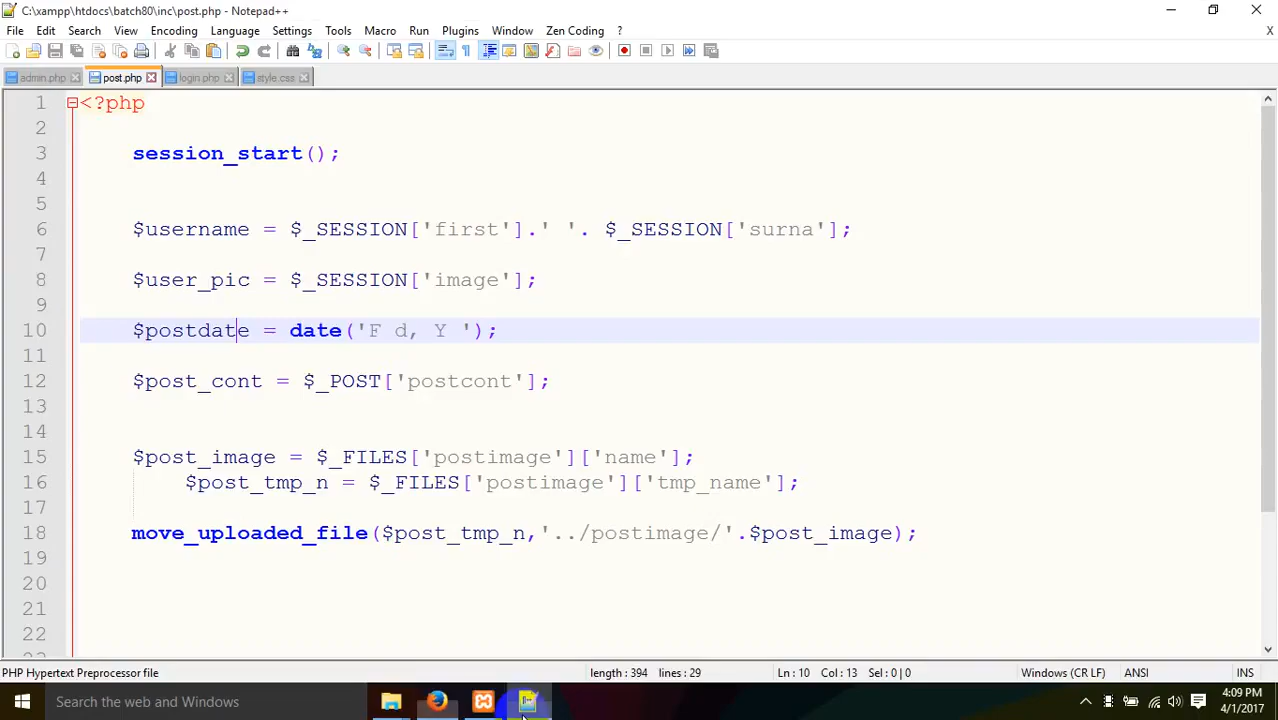 C:\xampp\htdocs\batch80\inc\post.php - Notepad++
File Edit Search View Encoding Language Settings Tools Macro Run Plugins Window Zen Coding ?
X
admin.php post.php login.php style.css
1 <?php
2
3 session_start();
4
5
6 $username = $_SESSION['first'].' '. $_SESSION['surna'];
7
8 $user_pic = $_SESSION['image'];
9
10 $postdate = date('F d, Y ');
11
12 $post_cont = $_POST['postcont'];
13
14
15 $post_image = $_FILES['postimage']['name'];
16 $post_tmp_n = $_FILES['postimage']['tmp_name'];
17
18 move_uploaded_file($post_tmp_n,'../postimage/'.$post_image);
19
20
21
22
PHP Hypertext Preprocessor file length : 394 lines : 29 Ln : 10 Col : 13 Sel : 0 | 0 Windows (CR LF) ANSI INS
Search the web and Windows
4:09 PM
4/1/2017